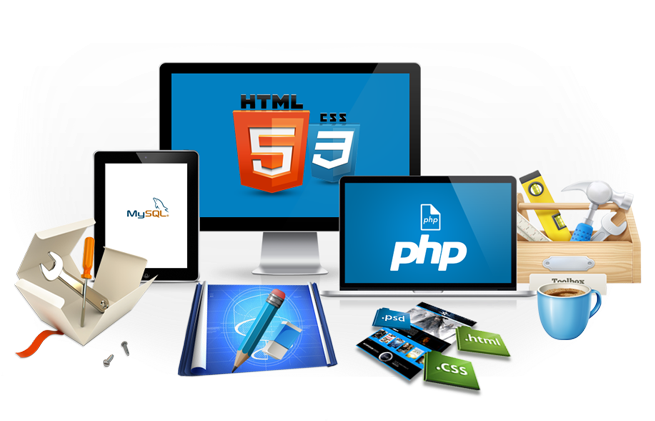 HTML
5
CSS
3
MySQL
php
php
Toolbox
.psd
.html
.css